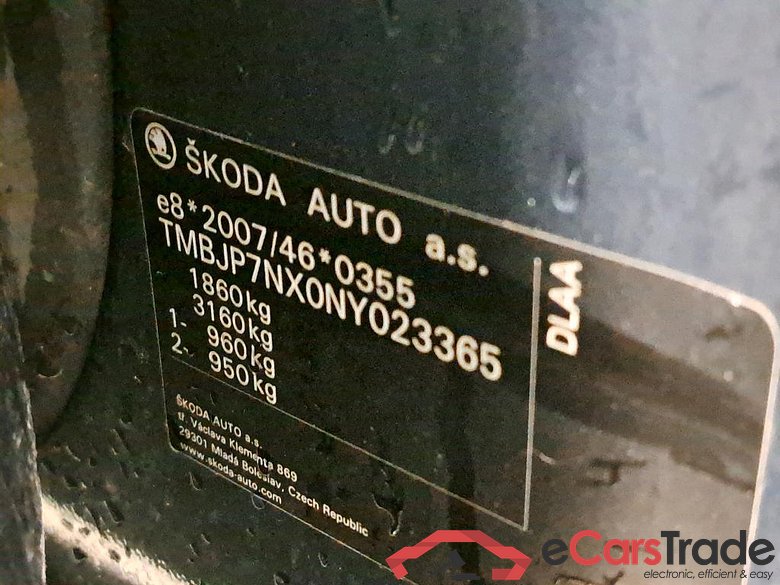 ŠKODA AUTO a.s.
e8*2007/46*0355
TMBJP7NX0NY023365
1860kg
3160kg
1- 960kg
2- 950kg
DLAA
ŠKODA AUTO a.s.
tř. Václava Klementa 869
29301 Mladá Boleslav, Czech Republic
www.skoda-auto.com
eCarsTrade
electronic, efficient & easy